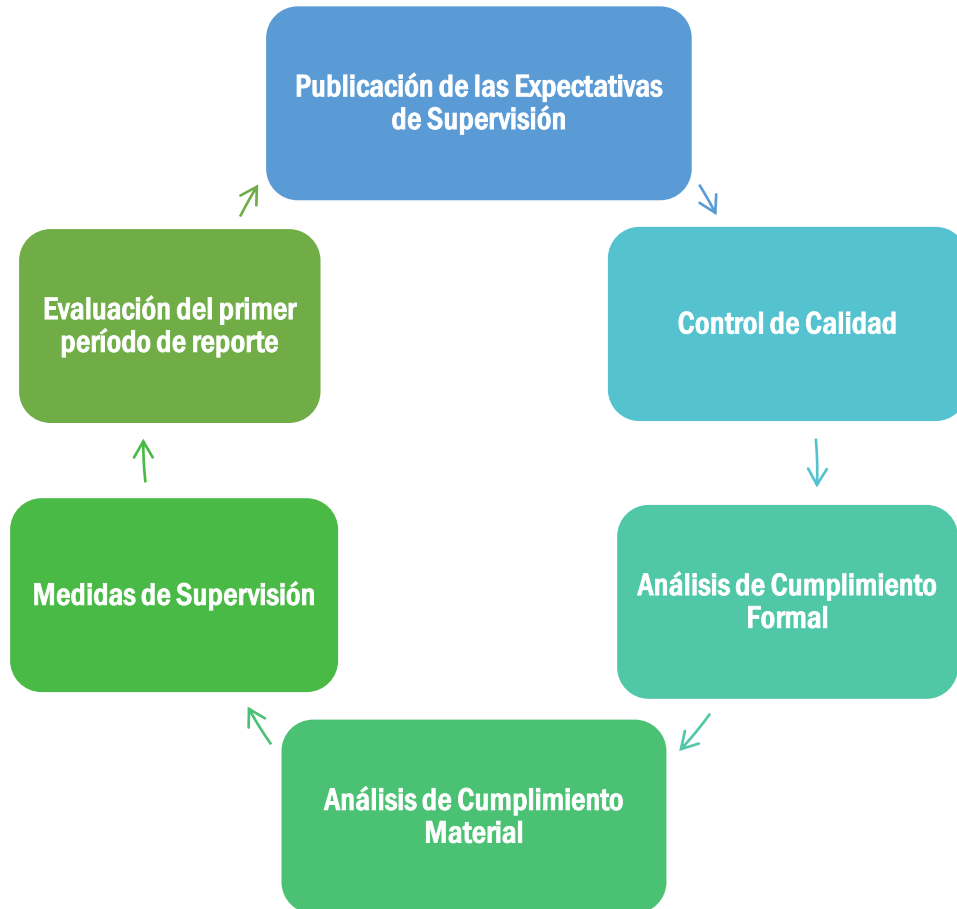 Publicación de las Expectativas
de Supervisión
Control de Calidad
Análisis de Cumplimiento
Formal
Análisis de Cumplimiento
Material
Medidas de Supervisión
Evaluación del primer
período de reporte